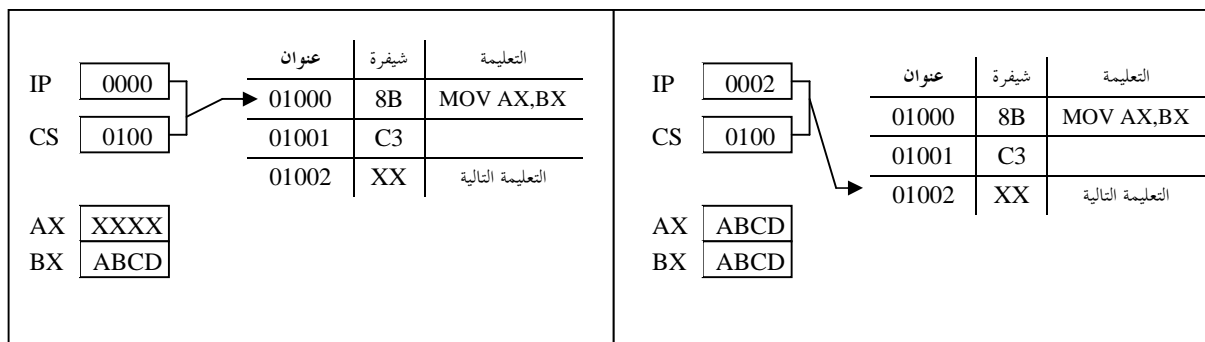 عنوان شيفرة التعليمة
IP 0000 01000 8B MOV AX,BX
CS 0100 01001 C3
01002 XX التعليمة التالية
AX XXXX
BX ABCD
عنوان شيفرة التعليمة
IP 0002 01000 8B MOV AX,BX
CS 0100 01001 C3
01002 XX التعليمة التالية
AX ABCD
BX ABCD